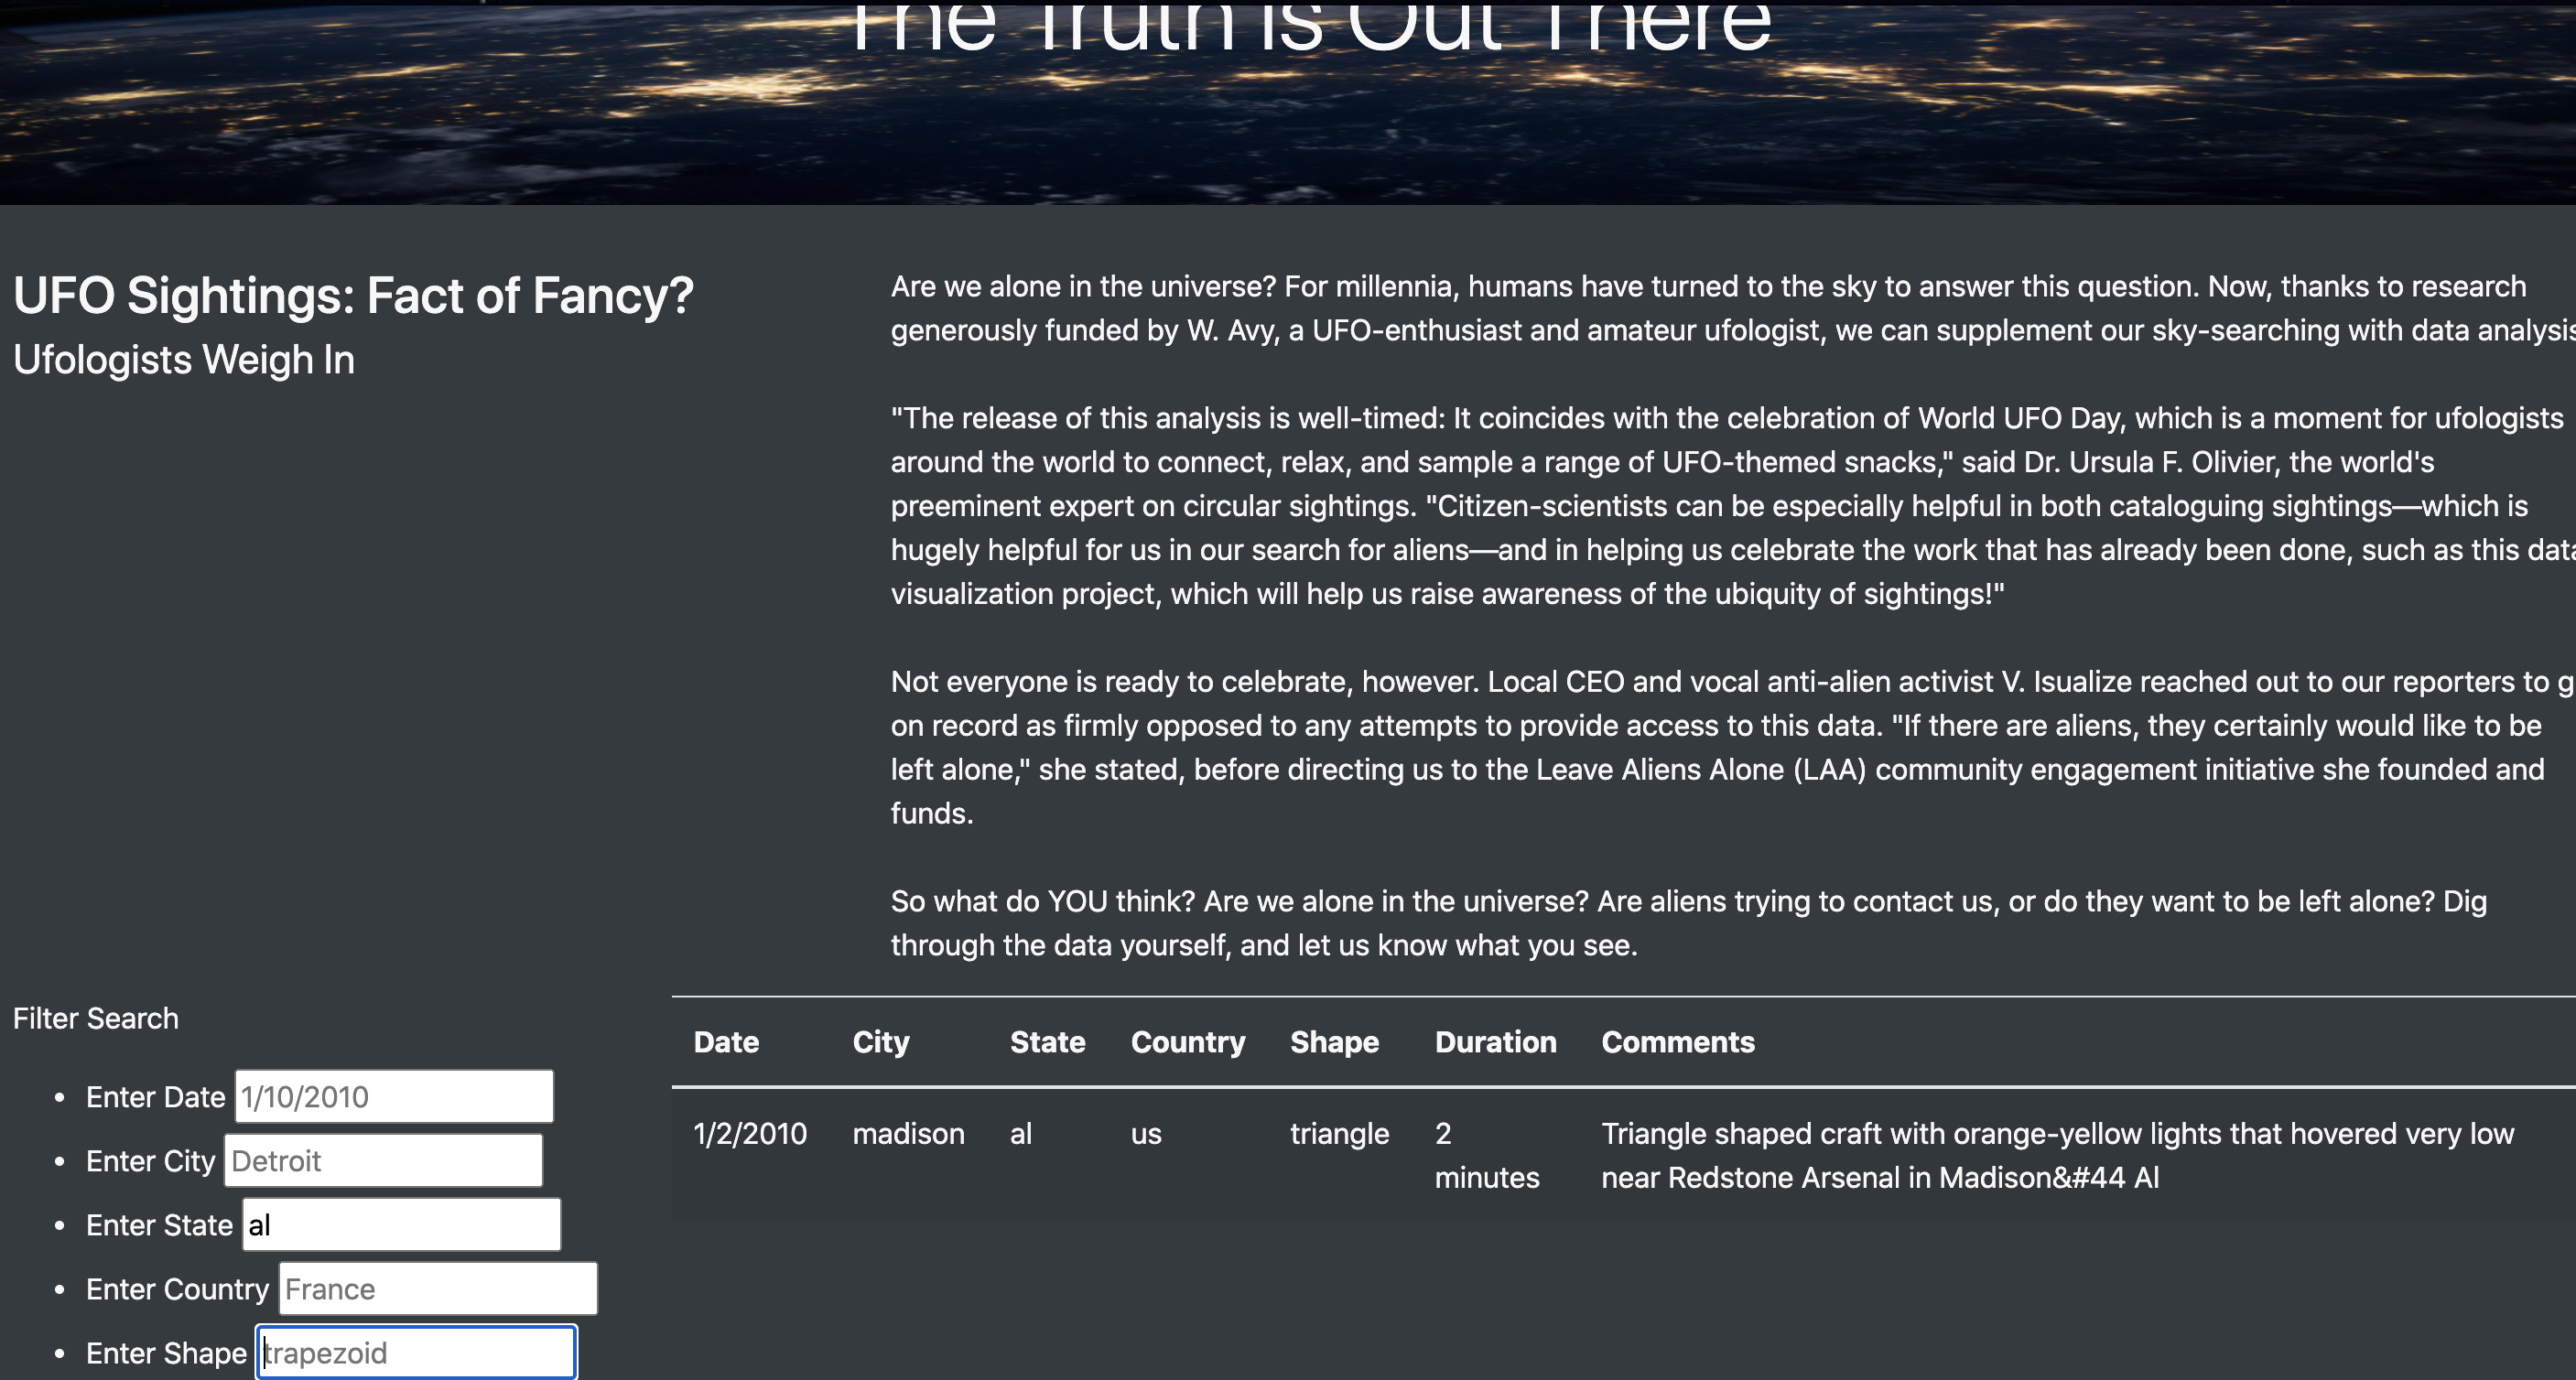 The Truth Is Out There
UFO Sightings: Fact of Fancy?
Ufologists Weigh In
Are we alone in the universe? For millennia, humans have turned to the sky to answer this question. Now, thanks to research
generously funded by W. Avy, a UFO-enthusiast and amateur ufologist, we can supplement our sky-searching with data analysis
"The release of this analysis is well-timed: It coincides with the celebration of World UFO Day, which is a moment for ufologists
around the world to connect, relax, and sample a range of UFO-themed snacks," said Dr. Ursula F. Olivier, the world's
preeminent expert on circular sightings. "Citizen-scientists can be especially helpful in both cataloguing sightings—which is
hugely helpful for us in our search for aliens—and in helping us celebrate the work that has already been done, such as this data
visualization project, which will help us raise awareness of the ubiquity of sightings!"
Not everyone is ready to celebrate, however. Local CEO and vocal anti-alien activist V. Isualize reached out to our reporters to g
on record as firmly opposed to any attempts to provide access to this data. "If there are aliens, they certainly would like to be
left alone," she stated, before directing us to the Leave Aliens Alone (LAA) community engagement initiative she founded and
funds.
So what do YOU think? Are we alone in the universe? Are aliens trying to contact us, or do they want to be left alone? Dig
through the data yourself, and let us know what you see.
Filter Search
Enter Date 1/10/2010
Enter City Detroit
Enter State al
Enter Country France
Enter Shape trapezoid
Date City State Country Shape Duration Comments
1/2/2010 madison al us triangle 2 minutes Triangle shaped craft with orange-yellow lights that hovered very low
near Redstone Arsenal in Madison&#44 Al